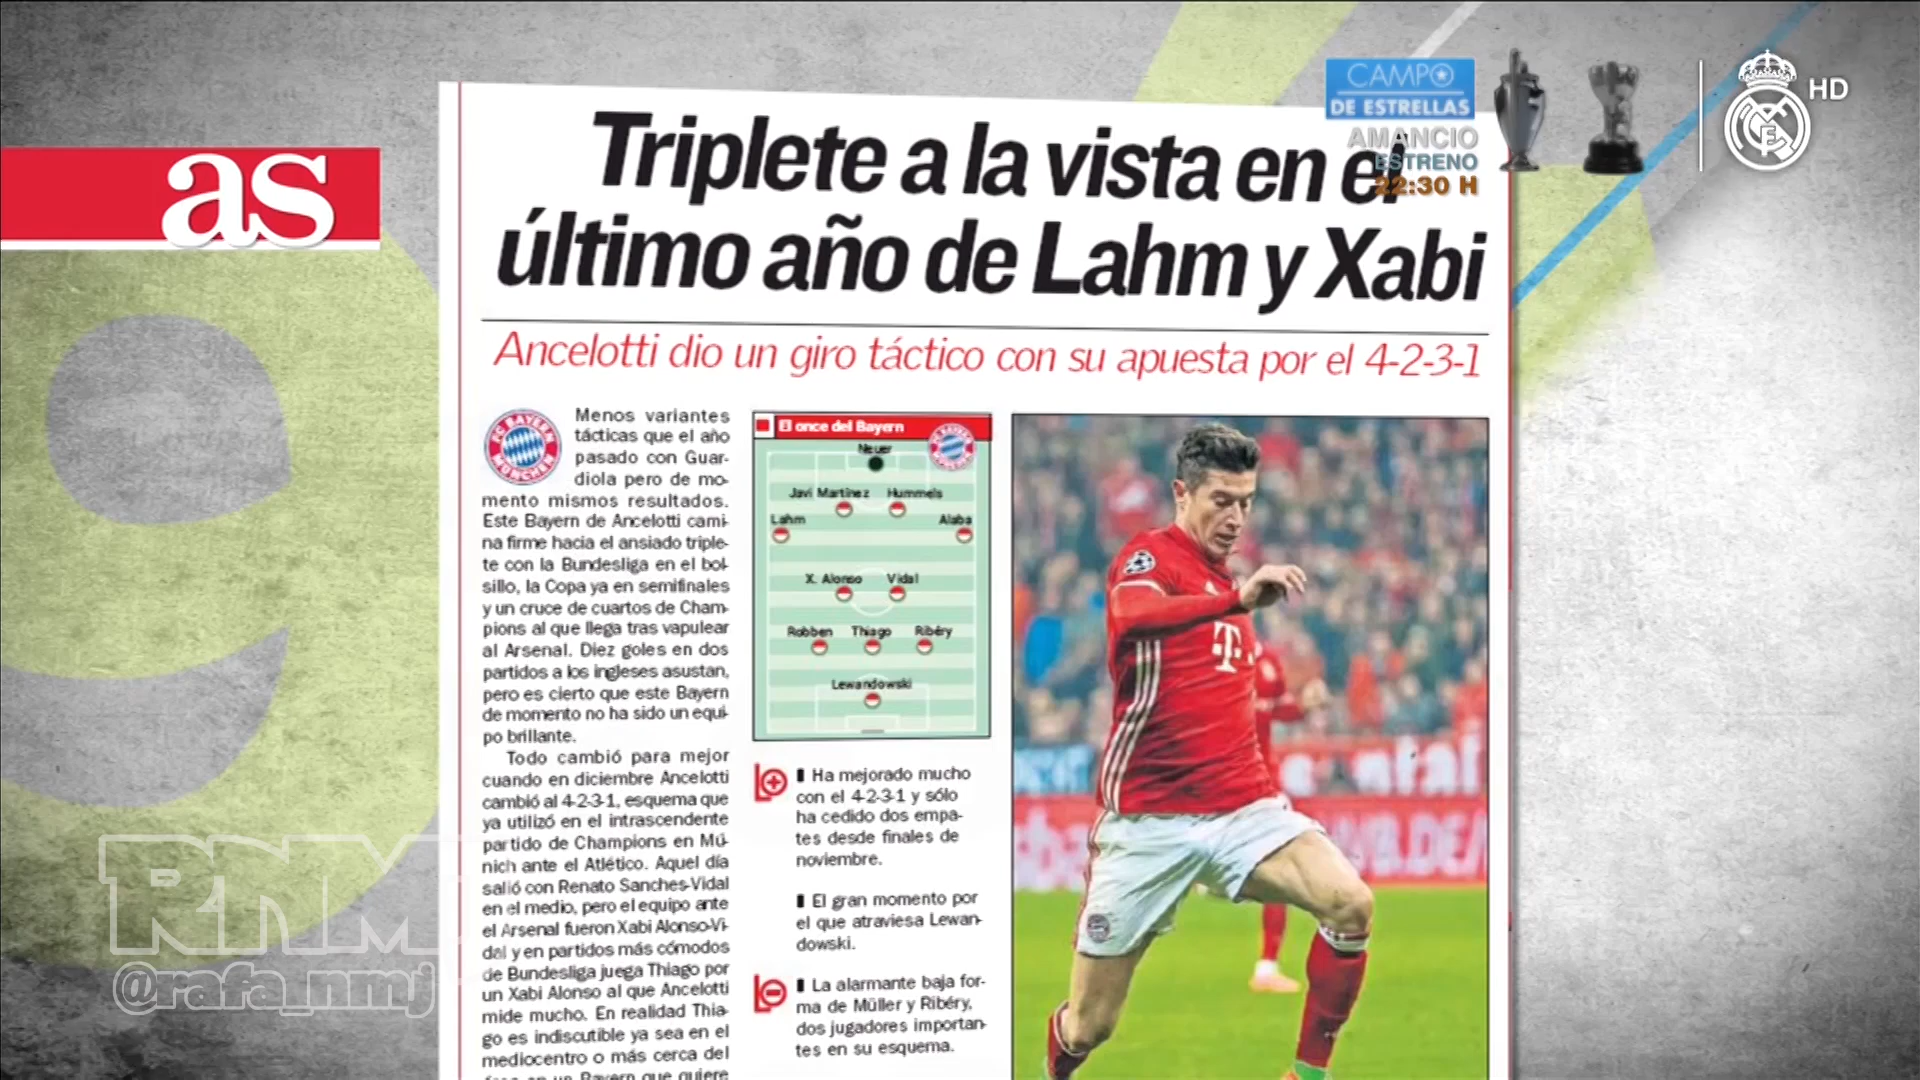 as
CAMPO
DE ESTRELLAS
AMANCIO
ESTRENO
22:30 H
HD
Triplete a la vista en el
último año de Lahm y Xabi
Ancelotti dio un giro táctico con su apuesta por el 4-2-3-1
FC BAYERN
MÜNCHEN
Menos variantes
tácticas que el año
pasado con Guar-
diola pero de mo-
mento mismos resultados.
Este Bayern de Ancelotti cami-
na firme hacia el ansiado triple-
te con la Bundesliga en el bol-
sillo, la Copa ya en semifinales
y un cruce de cuartos de Cham-
pions al que llega tras vapulear
al Arsenal. Diez goles en dos
partidos a los ingleses asustan,
pero es cierto que este Bayern
de momento no ha sido un equi-
po brillante.
Todo cambió para mejor
cuando en diciembre Ancelotti
cambió al 4-2-3-1, esquema que
ya utilizó en el intrascendente
partido de Champions en Mú-
nich ante el Atlético. Aquel día
salió con Renato Sanches-Vidal
en el medio, pero el equipo ante
el Arsenal fueron Xabi Alonso-Vi-
dal y en partidos más cómodos
de Bundesliga juega Thiago por
un Xabi Alonso al que Ancelotti
mide mucho. En realidad Thia-
go es indiscutible ya sea en el
mediocentro o más cerca del
área en un Bayern que quiere
El once del Bayern
Neuer
Javi Martínez Hummels
Lahm Alaba
X. Alonso Vidal
Robben Thiago Ribéry
Lewandowski
Lo + Ha mejorado mucho
con el 4-2-3-1 y sólo
ha cedido dos empa-
tes desde finales de
noviembre.
El gran momento por
el que atraviesa Lewan-
dowski.
Lo - La alarmante baja for-
ma de Müller y Ribéry,
dos jugadores importan-
tes en su esquema.
T
RNMJ
@rafa_nmj